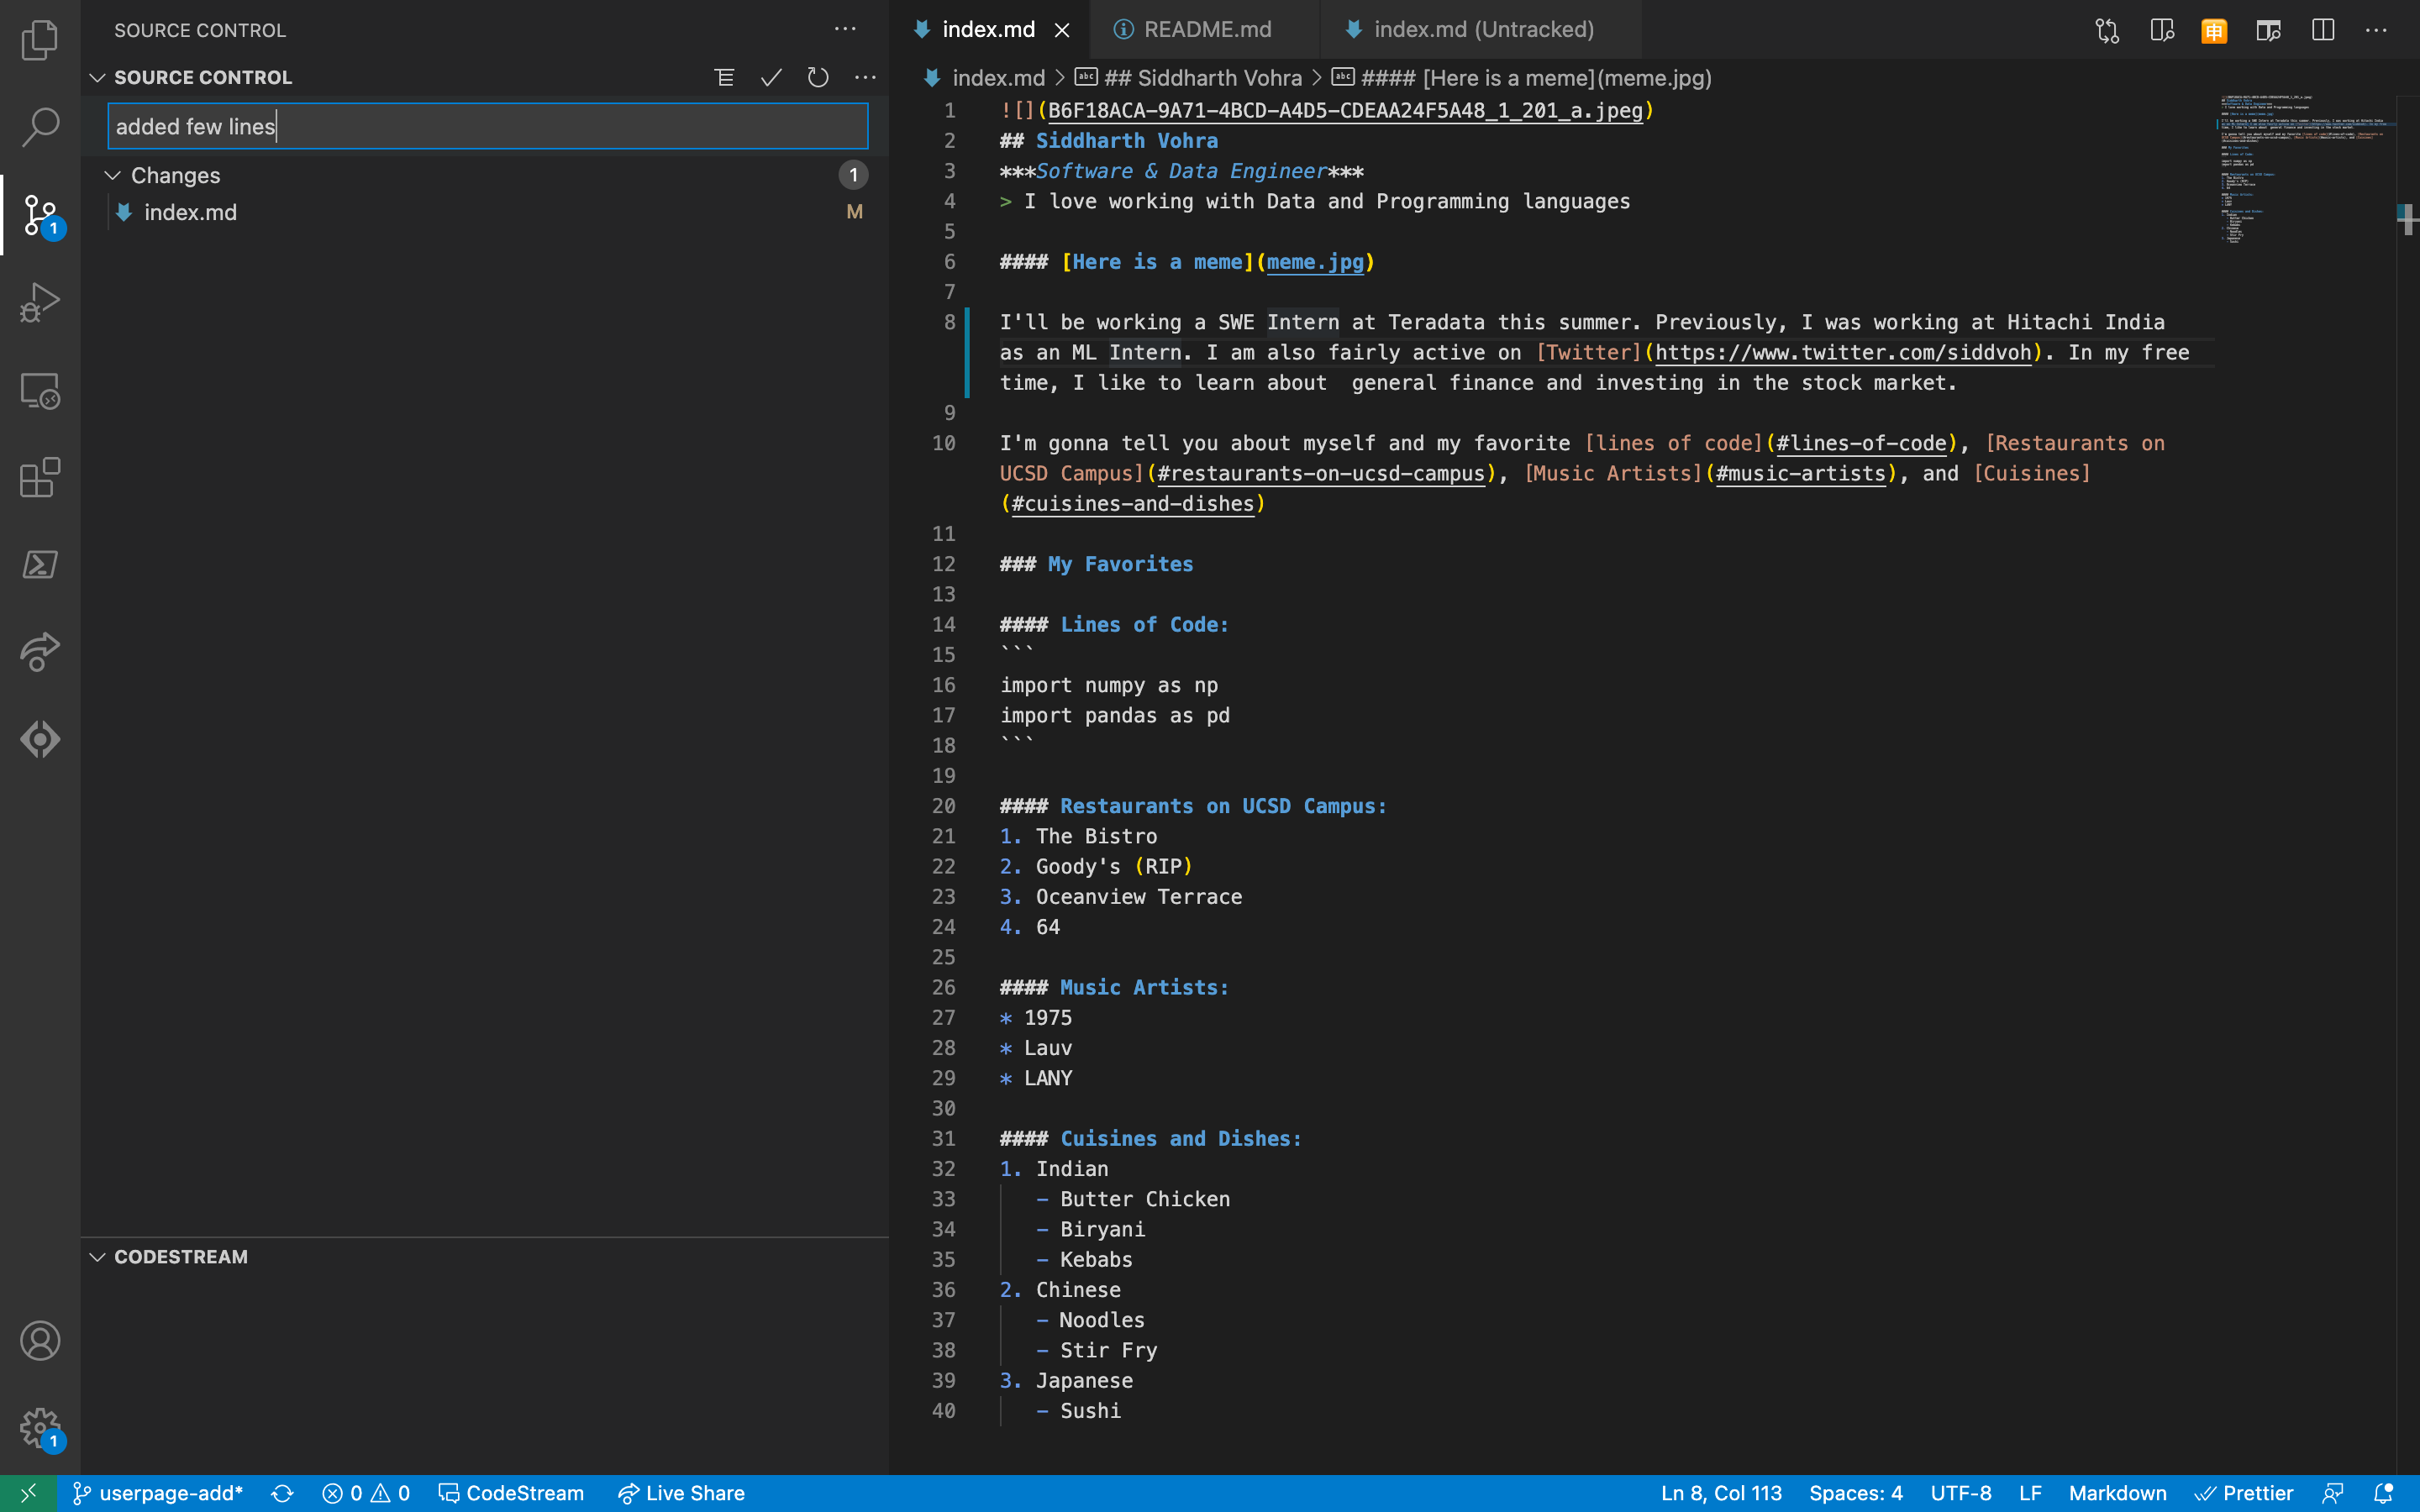 SOURCE CONTROL
SOURCE CONTROL
added few lines
Changes
1
index.md
M
1
CODESTREAM
1
index.md
README.md
index.md (Untracked)
申
index.md > ## Siddharth Vohra > #### [Here is a meme](meme.jpg)
1 ![](B6F18ACA-9A71-4BCD-A4D5-CDEAA24F5A48_1_201_a.jpeg)
2 ## Siddharth Vohra
3 ***Software & Data Engineer***
4 > I love working with Data and Programming languages
5
6 #### [Here is a meme](meme.jpg)
7
8 I'll be working a SWE Intern at Teradata this summer. Previously, I was working at Hitachi India
as an ML Intern. I am also fairly active on [Twitter](https://www.twitter.com/siddvoh). In my free
time, I like to learn about  general finance and investing in the stock market.
9
10 I'm gonna tell you about myself and my favorite [lines of code](#lines-of-code), [Restaurants on
UCSD Campus](#restaurants-on-ucsd-campus), [Music Artists](#music-artists), and [Cuisines]
(#cuisines-and-dishes)
11
12 ### My Favorites
13
14 #### Lines of Code:
15 ```
16 import numpy as np
17 import pandas as pd
18 ```
19
20 #### Restaurants on UCSD Campus:
21 1. The Bistro
22 2. Goody's (RIP)
23 3. Oceanview Terrace
24 4. 64
25
26 #### Music Artists:
27 * 1975
28 * Lauv
29 * LANY
30
31 #### Cuisines and Dishes:
32 1. Indian
33 - Butter Chicken
34 - Biryani
35 - Kebabs
36 2. Chinese
37 - Noodles
38 - Stir Fry
39 3. Japanese
40 - Sushi
userpage-add* 0 0 CodeStream Live Share Ln 8, Col 113 Spaces: 4 UTF-8 LF Markdown Prettier